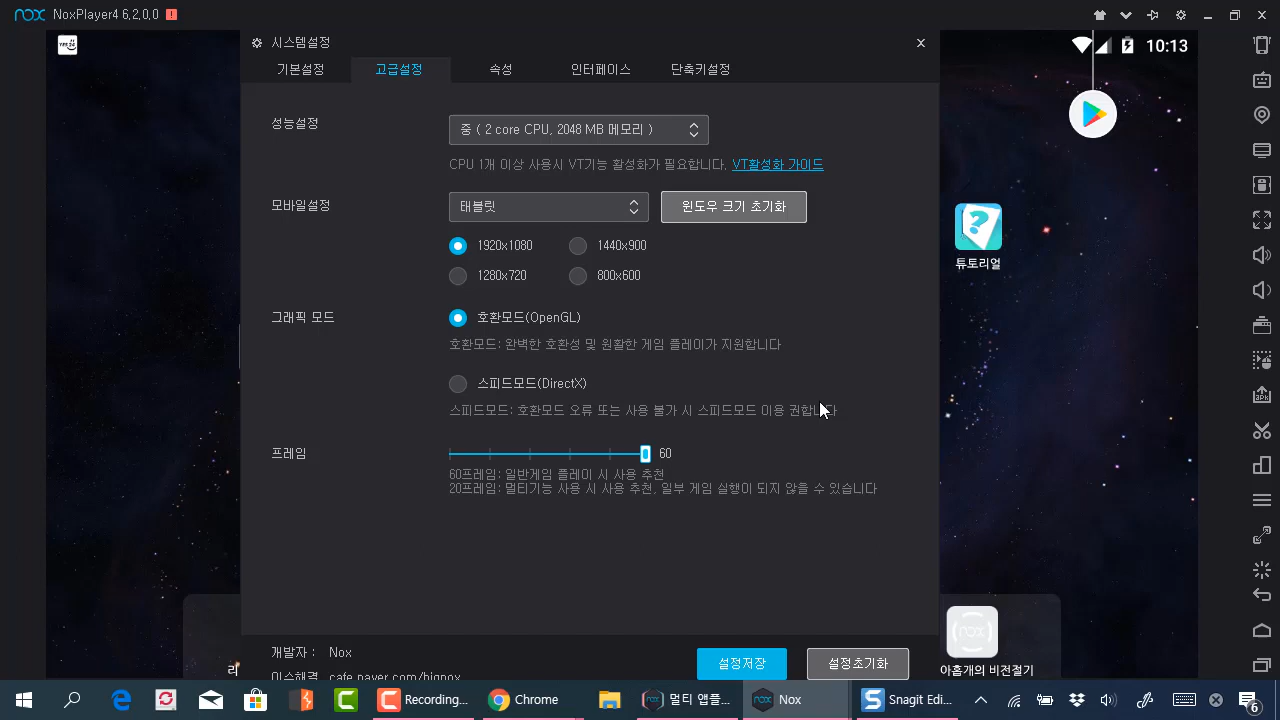 nox NoxPlayer4 6,2,0,0
10:13
시스템설정
기본설정 고급설정 속성 인터페이스 단축키설정
성능설정
중 ( 2 core CPU, 2048 MB 메모리 )
CPU 1개 이상 사용시 VT기능 활성화가 필요합니다, VT활성화 가이드
모바일설정
태블릿
윈도우 크기 초기화
1920x1080 1440x900
1280x720 800x600
그래픽 모드
호환모드(OpenGL)
호환모드: 완벽한 호환성 및 원활한 게임 플레이가 지원합니다
스피드모드(DirectX)
스피드모드: 호환모드 오류 또는 사용 불가 시 스피드모드 이용 권합니다
프레임
60
60프레임: 일반게임 플레이 시 사용 추천
20프레임: 멀티기능 사용 시 사용 추천, 일부 게임 실행이 되지 않을 수 있습니다
튜토리얼
개발자 : Nox
설정저장 설정초기화
이슈해결 cafe.naver.com/bignox
nox
아홉개의 비전절기
Recording... Chrome 멀티 앱플... Nox Snagit Edi... 6